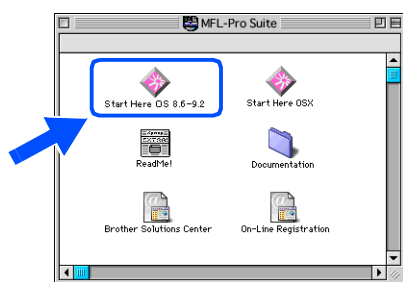 MFL-Pro Suite
Start Here OS 8.6-9.2
Start Here OSX
ReadMe!
Documentation
Brother Solutions Center
On-Line Registration